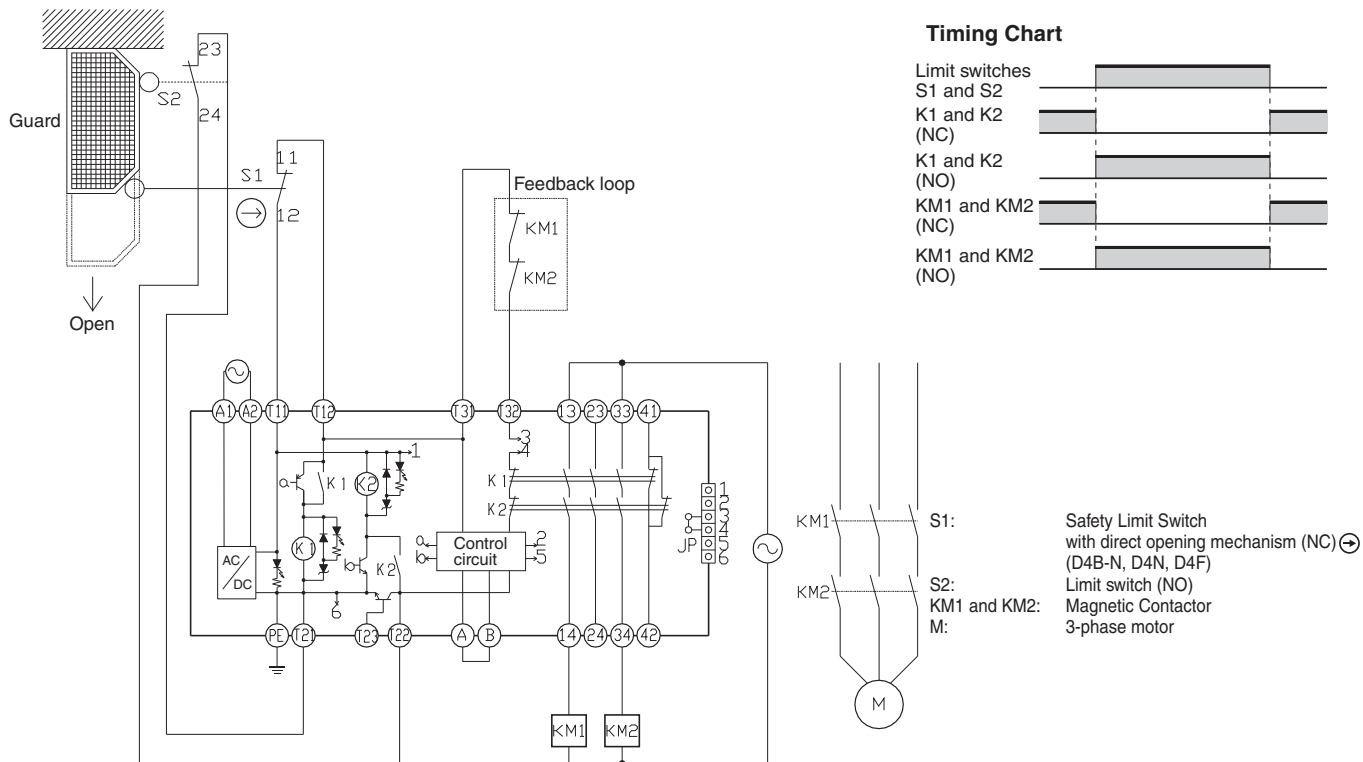 Timing Chart
Limit switches
S1 and S2
K1 and K2
(NC)
K1 and K2
(NO)
KM1 and KM2
(NC)
KM1 and KM2
(NO)
23
S2
24
Guard
11
S1
12
Open
Feedback loop
KM1
KM2
A1 A2 T11 T12 T31 T32 13 23 33 41
1
3
4
a
K1
K2
K1
K2
1
2
3
4
5
6
JP
AC
DC
K1
b
K2
a
b
Control
circuit
2
5
6
PE T21 T23 T22 A B 14 24 34 42
KM1 KM2
KM1
KM2
M
S1: Safety Limit Switch
with direct opening mechanism (NC)
(D4B-N, D4N, D4F)
S2: Limit switch (NO)
KM1 and KM2: Magnetic Contactor
M: 3-phase motor